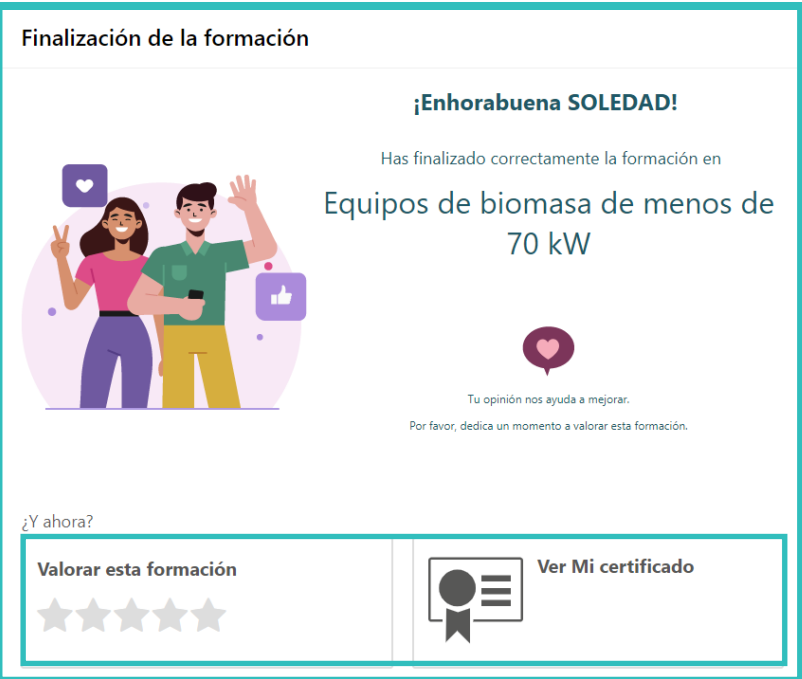 Finalización de la formación
¡Enhorabuena SOLEDAD!
Has finalizado correctamente la formación en
Equipos de biomasa de menos de
70 kW
Tu opinión nos ayuda a mejorar.
Por favor, dedica un momento a valorar esta formación.
¿Y ahora?
Valorar esta formación
Ver Mi certificado